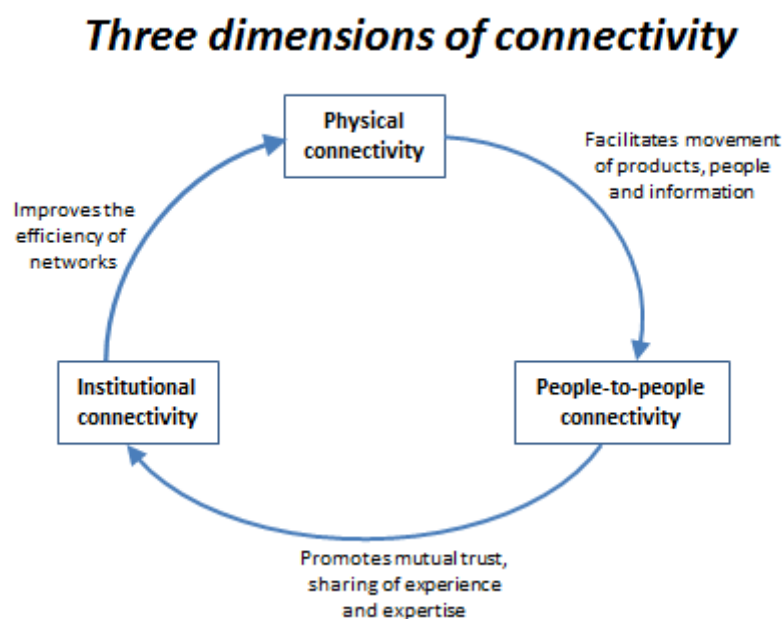 Three dimensions of connectivity
Physical
connectivity
Facilitates movement
of products, people
and information
Improves the
efficiency of
networks
Institutional
connectivity
People-to-people
connectivity
Promotes mutual trust,
sharing of experience
and expertise